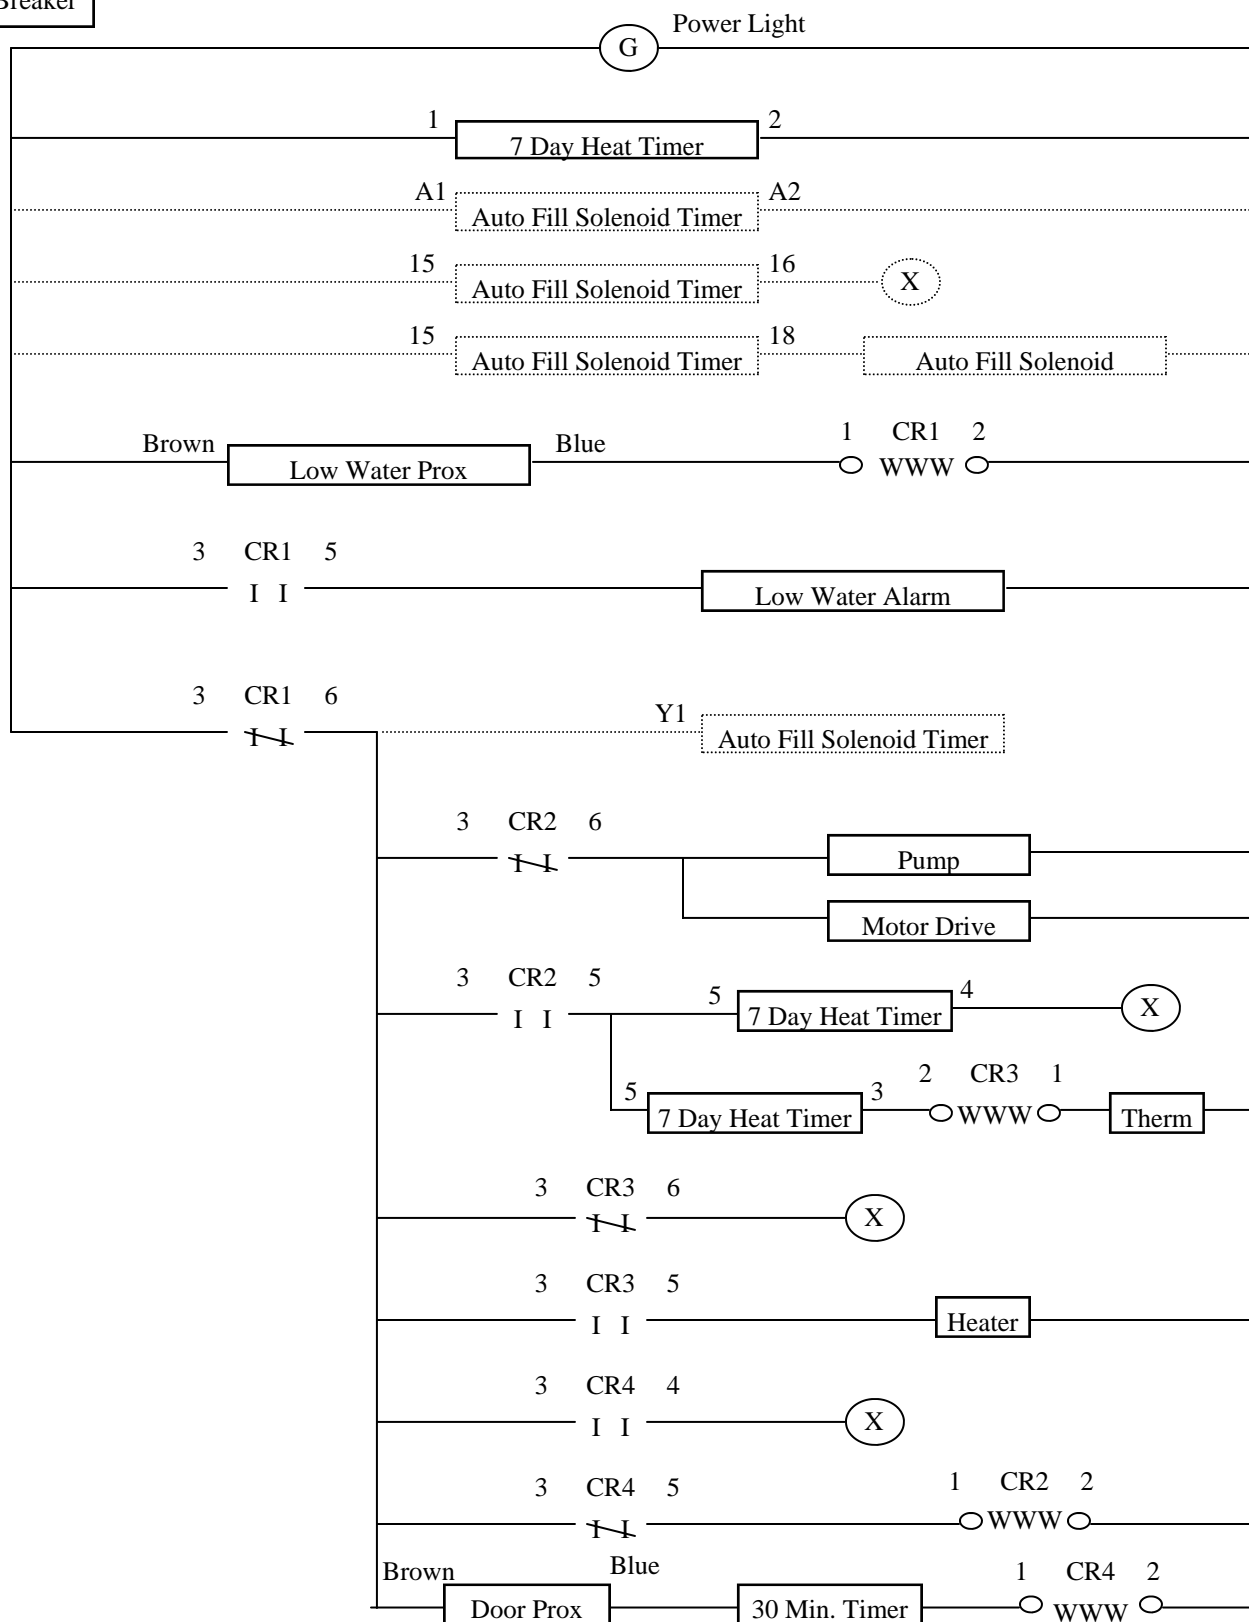 Breaker
Power Light
G
1 7 Day Heat Timer 2
A1 Auto Fill Solenoid Timer A2
15 Auto Fill Solenoid Timer 16 X
15 Auto Fill Solenoid Timer 18 Auto Fill Solenoid
Brown Low Water Prox Blue 1 CR1 2
WWW
3 CR1 5
I I Low Water Alarm
3 CR1 6
I I Y1 Auto Fill Solenoid Timer
3 CR2 6
I I Pump
Motor Drive
3 CR2 5
I I 5 7 Day Heat Timer 4 X
5 7 Day Heat Timer 3 2 CR3 1
WWW Therm
3 CR3 6
I I X
3 CR3 5
I I Heater
3 CR4 4
I I X
3 CR4 5 1 CR2 2
I I WWW
Brown Door Prox Blue 30 Min. Timer 1 CR4 2
WWW